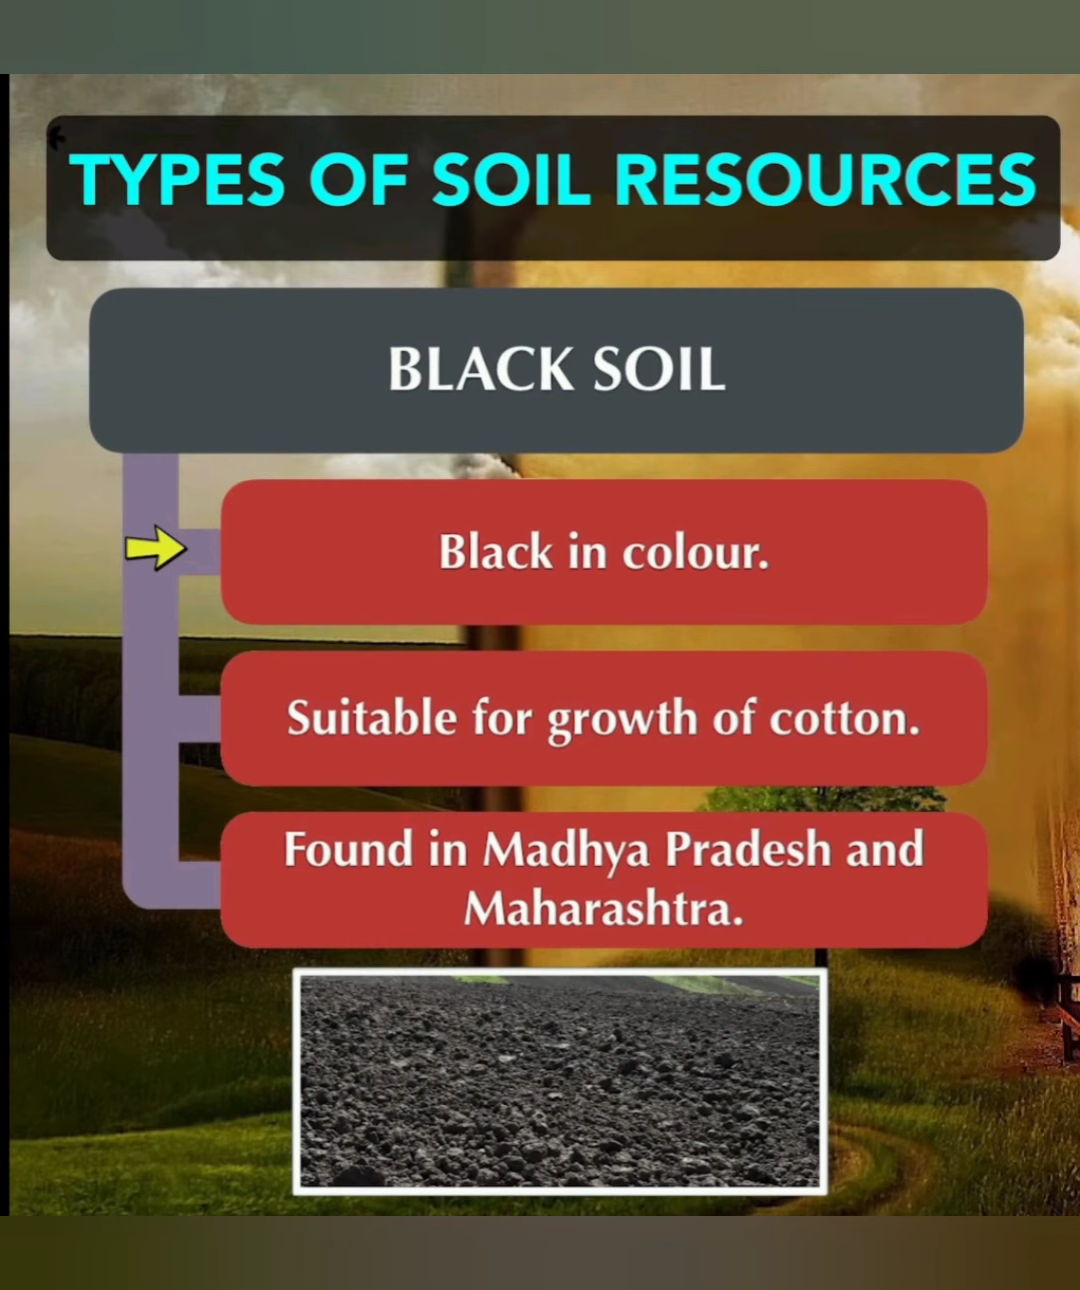 TYPES OF SOIL RESOURCES
BLACK SOIL
Black in colour.
Suitable for growth of cotton.
Found in Madhya Pradesh and
Maharashtra.